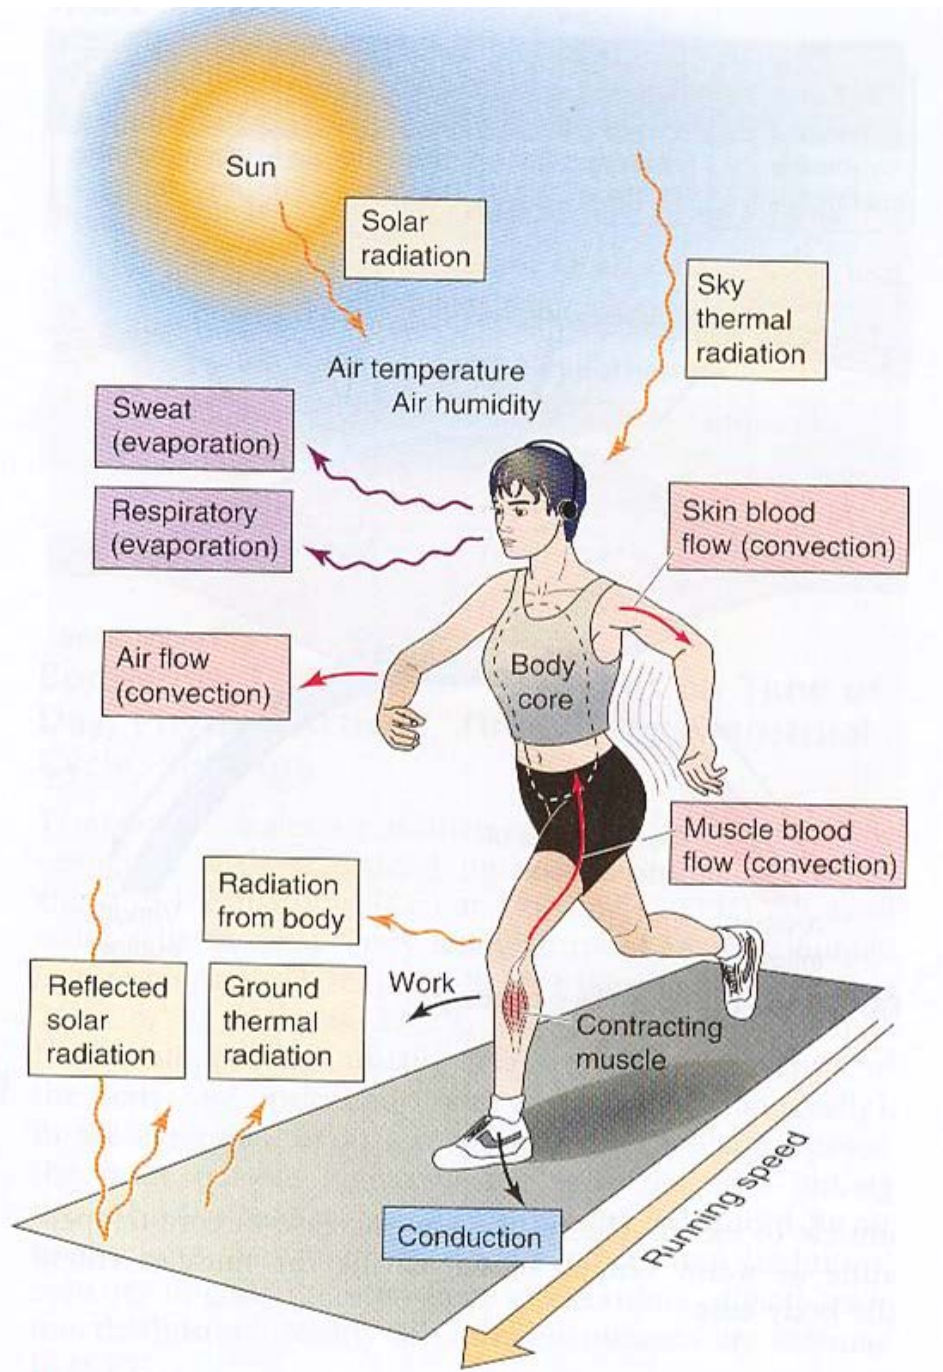 Sun
Solar
radiation
Sky
thermal
radiation
Air temperature
Air humidity
Sweat
(evaporation)
Respiratory
(evaporation)
Skin blood
flow (convection)
Air flow
(convection)
Body
core
Muscle blood
flow (convection)
Radiation
from body
Reflected
solar
radiation
Ground
thermal
radiation
Work
Contracting
muscle
Conduction
Running speed